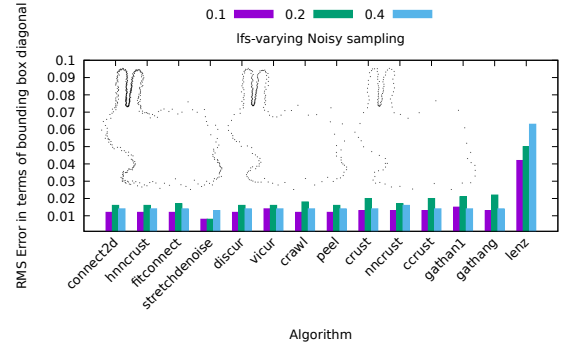 0.1 0.2 0.4
lfs-varying Noisy sampling
RMS Error in terms of bounding box diagonal
0.1
0.09
0.08
0.07
0.06
0.05
0.04
0.03
0.02
0.01
connect2d
hnncrust
fitconnect
stretchdenoise
discur
vicur
crawl
peel
crust
nncrust
ccrust
gathan1
gathang
lenz
Algorithm